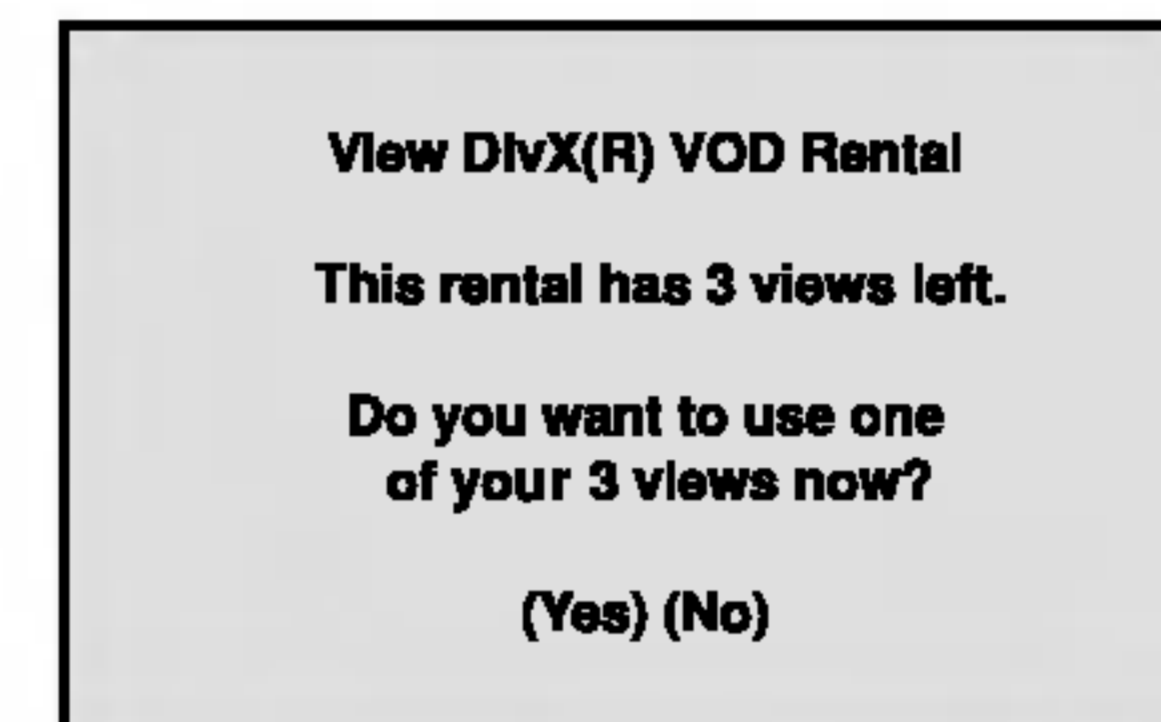 View DivX(R) VOD Rental
This rental has 3 views left.
Do you want to use one
of your 3 views now?
(Yes) (No)